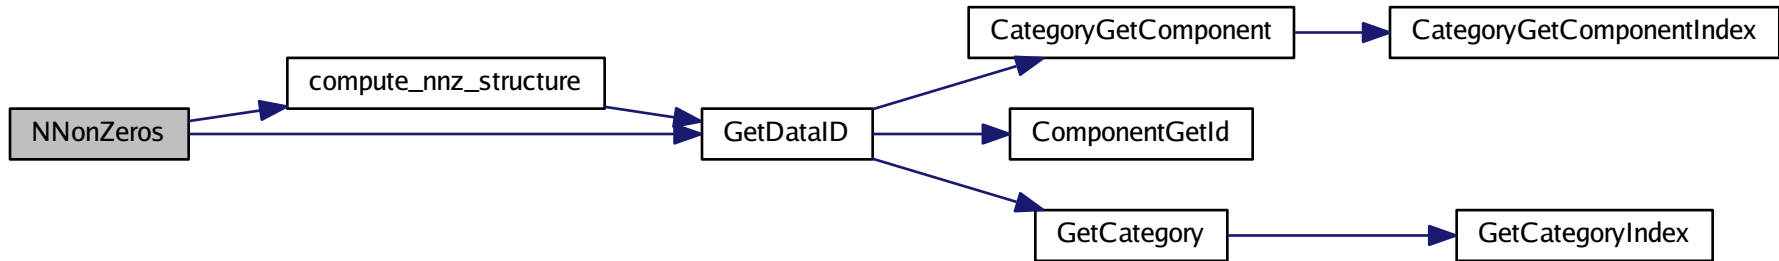 NNonZeros
compute_nnz_structure
GetDataID
CategoryGetComponent
CategoryGetComponentIndex
ComponentGetId
GetCategory
GetCategoryIndex